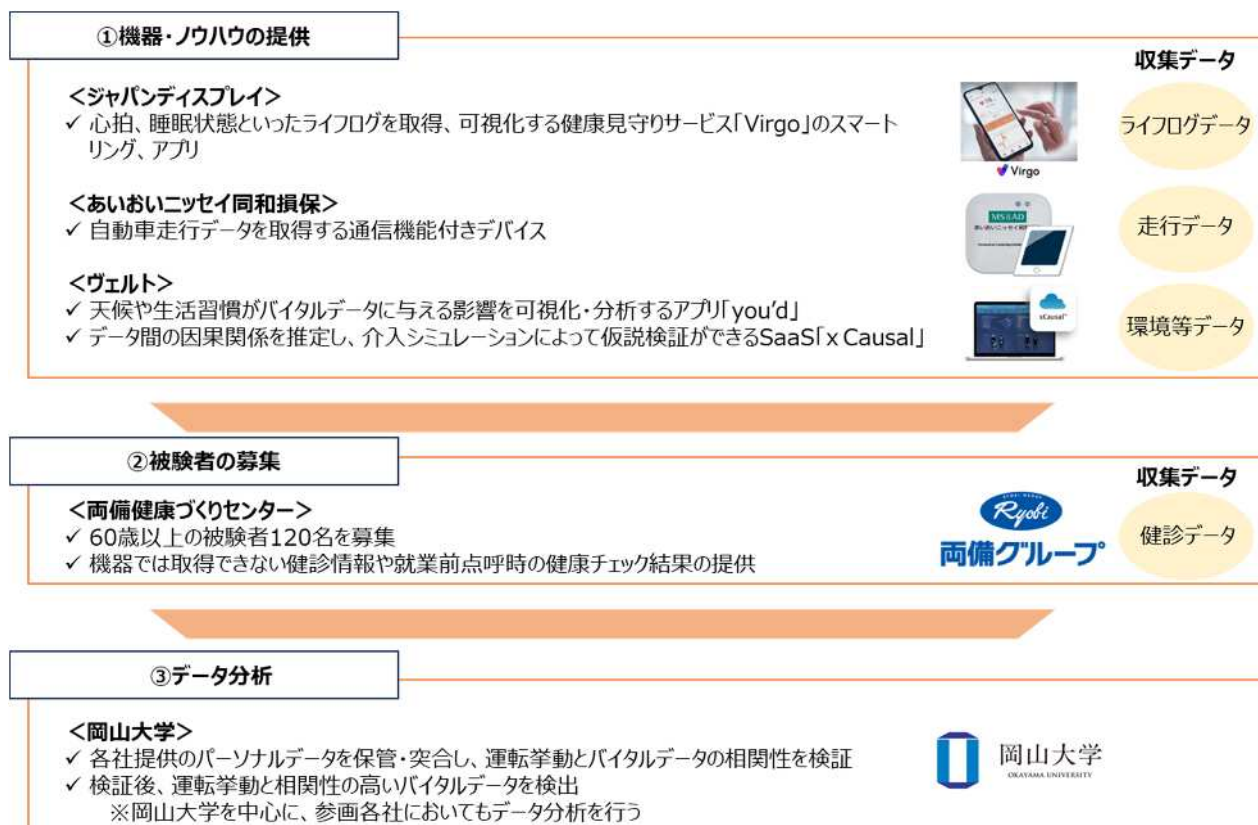 ①機器・ノウハウの提供
収集データ
<ジャパンディスプレイ>
✓ 心拍、睡眠状態といったライフログを取得、可視化する健康見守りサービス「Virgo」のスマート
リング、アプリ
Virgo
ライフログデータ
<あいおいニッセイ同和損保>
✓ 自動車走行データを取得する通信機能付きデバイス
MS&AD
走行データ
<ヴェルト>
✓ 天候や生活習慣がバイタルデータに与える影響を可視化・分析するアプリ「you'd」
✓ データ間の因果関係を推定し、介入シミュレーションによって仮説検証ができるSaaS「x Causal」
xCausal
環境等データ
②被験者の募集
収集データ
<両備健康づくりセンター>
✓ 60歳以上の被験者120名を募集
✓ 機器では取得できない健診情報や就業前点呼時の健康チェック結果の提供
Ryobi
両備グループ
健診データ
③データ分析
<岡山大学>
✓ 各社提供のパーソナルデータを保管・突合し、運転挙動とバイタルデータの相関性を検証
✓ 検証後、運転挙動と相関性の高いバイタルデータを検出
※岡山大学を中心に、参画各社においてもデータ分析を行う
岡山大学
OKAYAMA UNIVERSITY